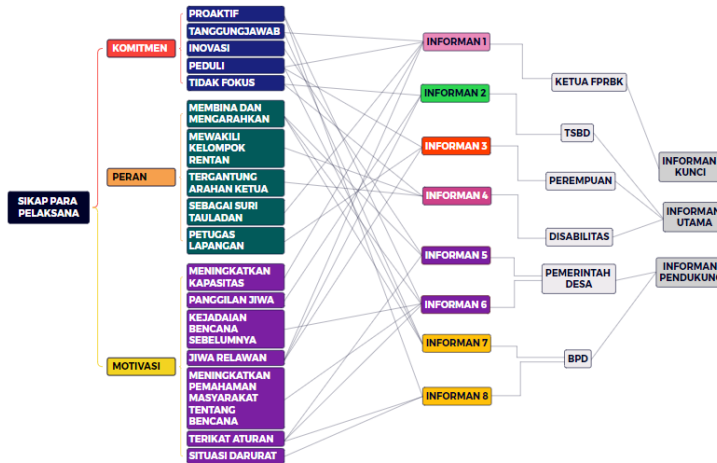 SIKAP PARA
PELAKSANA
KOMITMEN
PROAKTIF
TANGGUNGJAWAB
INOVASI
PEDULI
TIDAK FOKUS
PERAN
MEMBINA DAN
MENGARAHKAN
MEWAKILI
KELOMPOK
RENTAN
TERGANTUNG
ARAHAN KETUA
SEBAGAI SURI
TAULADAN
PETUGAS
LAPANGAN
MOTIVASI
MENINGKATKAN
KAPASITAS
PANGGILAN JIWA
KEJADAIAN
BENCANA
SEBELUMNYA
JIWA RELAWAN
MENINGKATKAN
PEMAHAMAN
MASYARAKAT
TENTANG
BENCANA
TERIKAT ATURAN
SITUASI DARURAT
INFORMAN 1
INFORMAN 2
INFORMAN 3
INFORMAN 4
INFORMAN 5
INFORMAN 6
INFORMAN 7
INFORMAN 8
KETUA FPRBK
TSBD
PEREMPUAN
DISABILITAS
PEMERINTAH
DESA
BPD
INFORMAN
KUNCI
INFORMAN
UTAMA
INFORMAN
PENDUKUNG